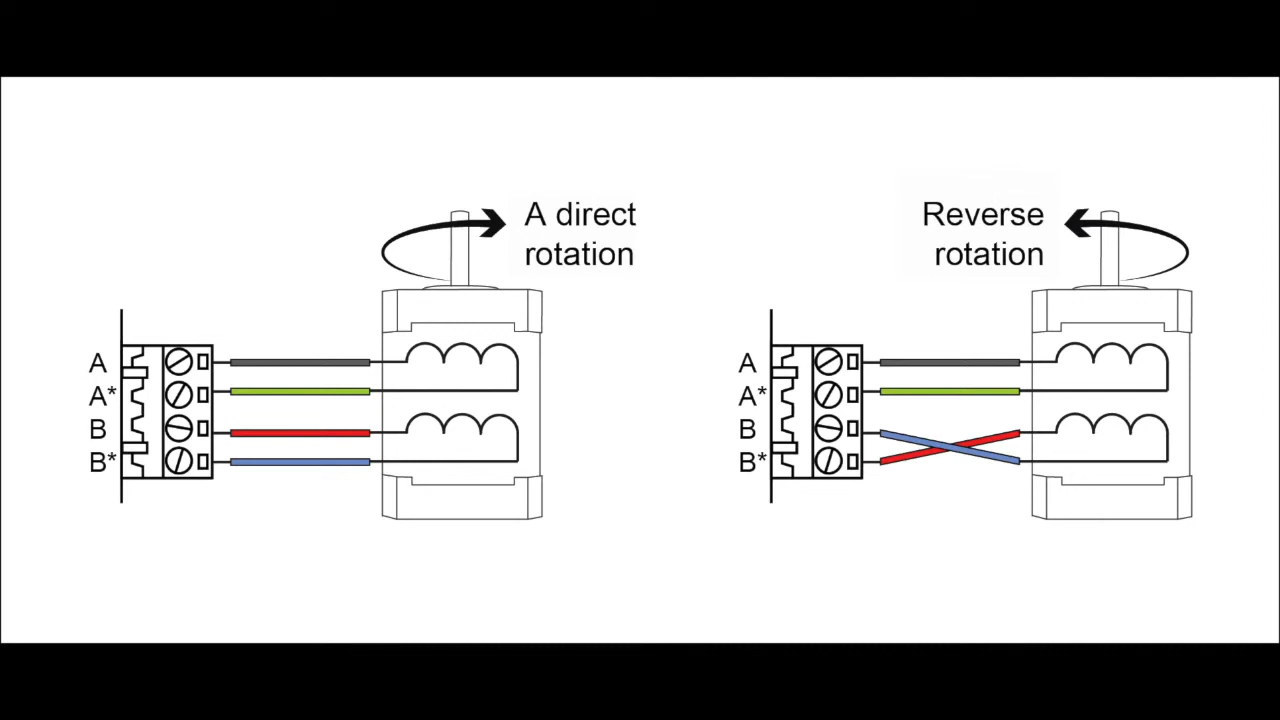 A direct
rotation
A
A*
B
B*
Reverse
rotation
A
A*
B
B*